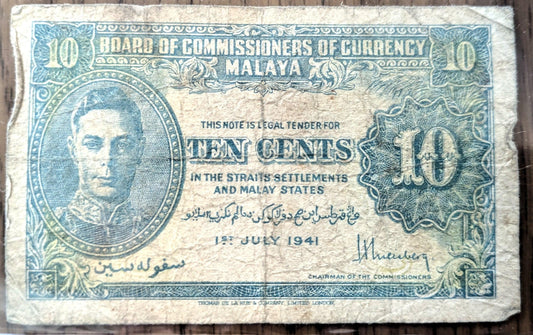 10 BOARD OF COMMISSIONERS OF CURRENCY 10
MALAYA
THIS NOTE IS LEGAL TENDER FOR
TEN CENTS
10
IN THE STRAITS SETTLEMENTS
AND MALAY STATES
1ST JULY 1941
سڤوله سين
CHAIRMAN OF THE COMMISSIONERS
THOMAS DE LA RUE & COMPANY, LIMITED, LONDON.